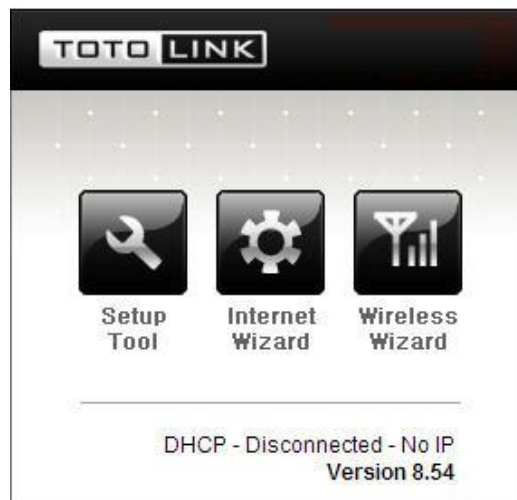 TOTO LINK
Setup Tool
Internet Wizard
Wireless Wizard
DHCP - Disconnected - No IP
Version 8.54